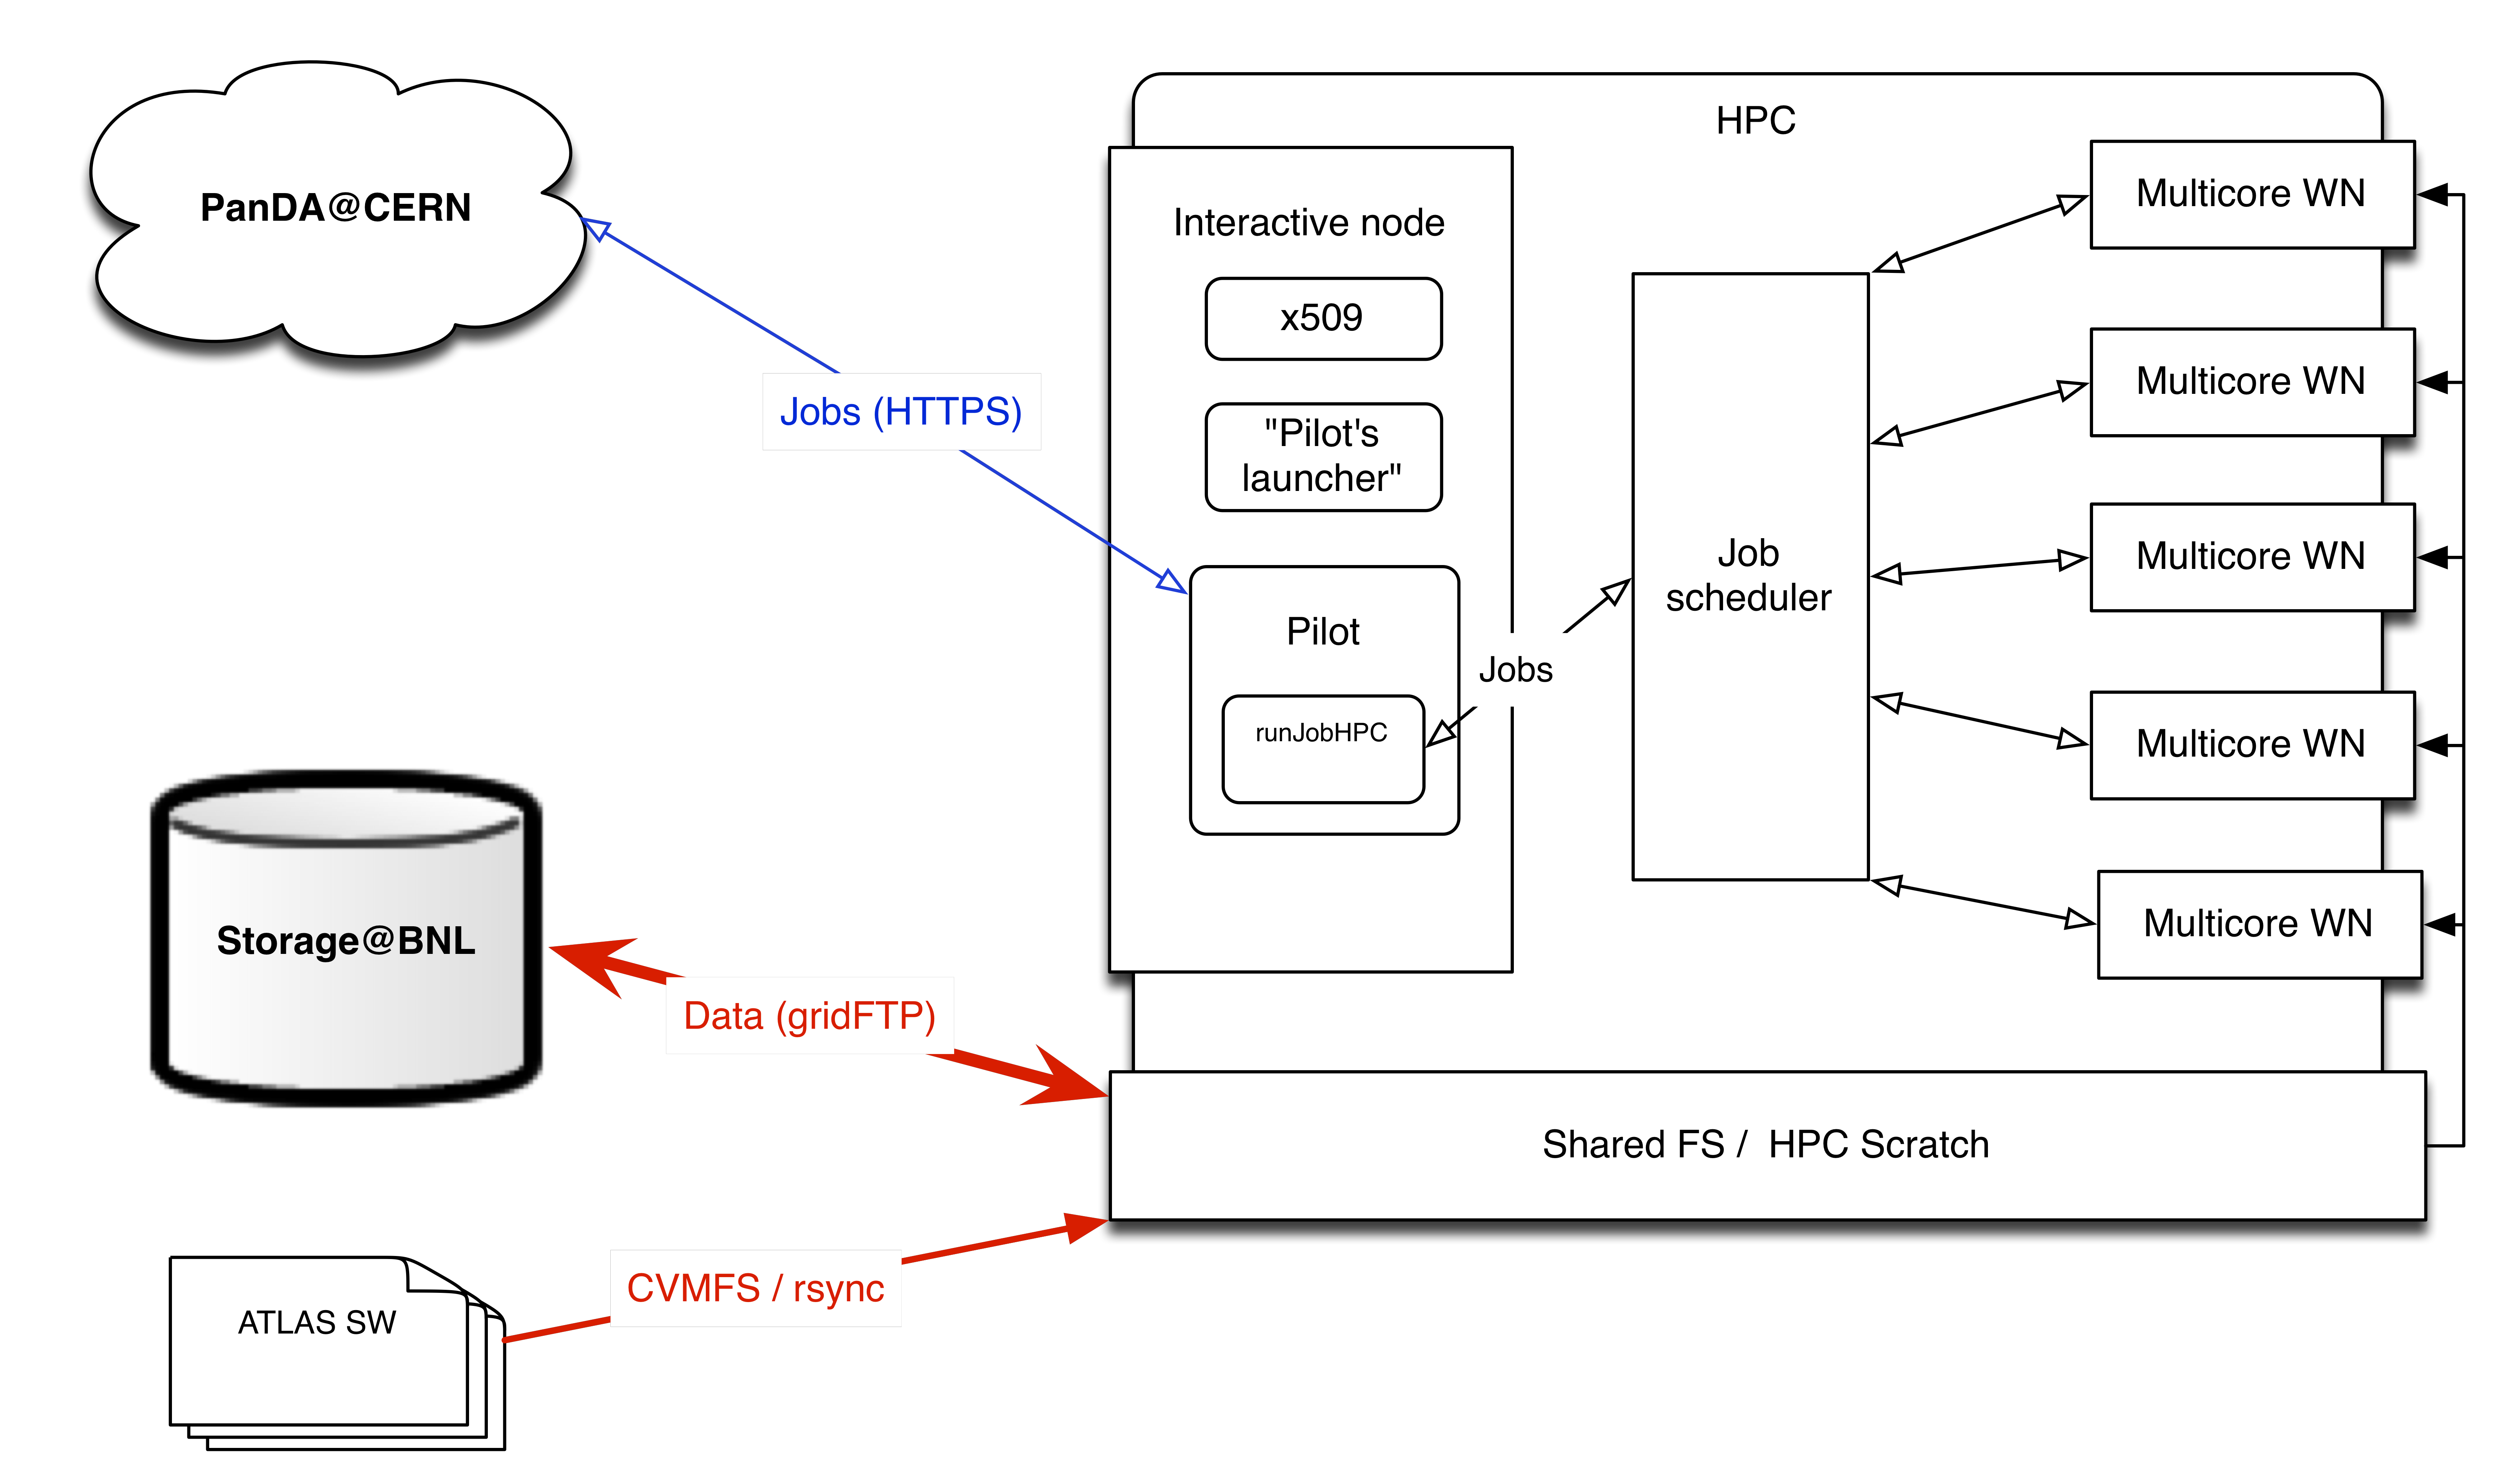 HPC
PanDA@CERN
Interactive node
x509
"Pilot's
launcher"
Jobs (HTTPS)
Pilot
runJobHPC
Jobs
Job
scheduler
Multicore WN
Multicore WN
Multicore WN
Multicore WN
Multicore WN
Storage@BNL
Data (gridFTP)
Shared FS / HPC Scratch
CVMFS / rsync
ATLAS SW